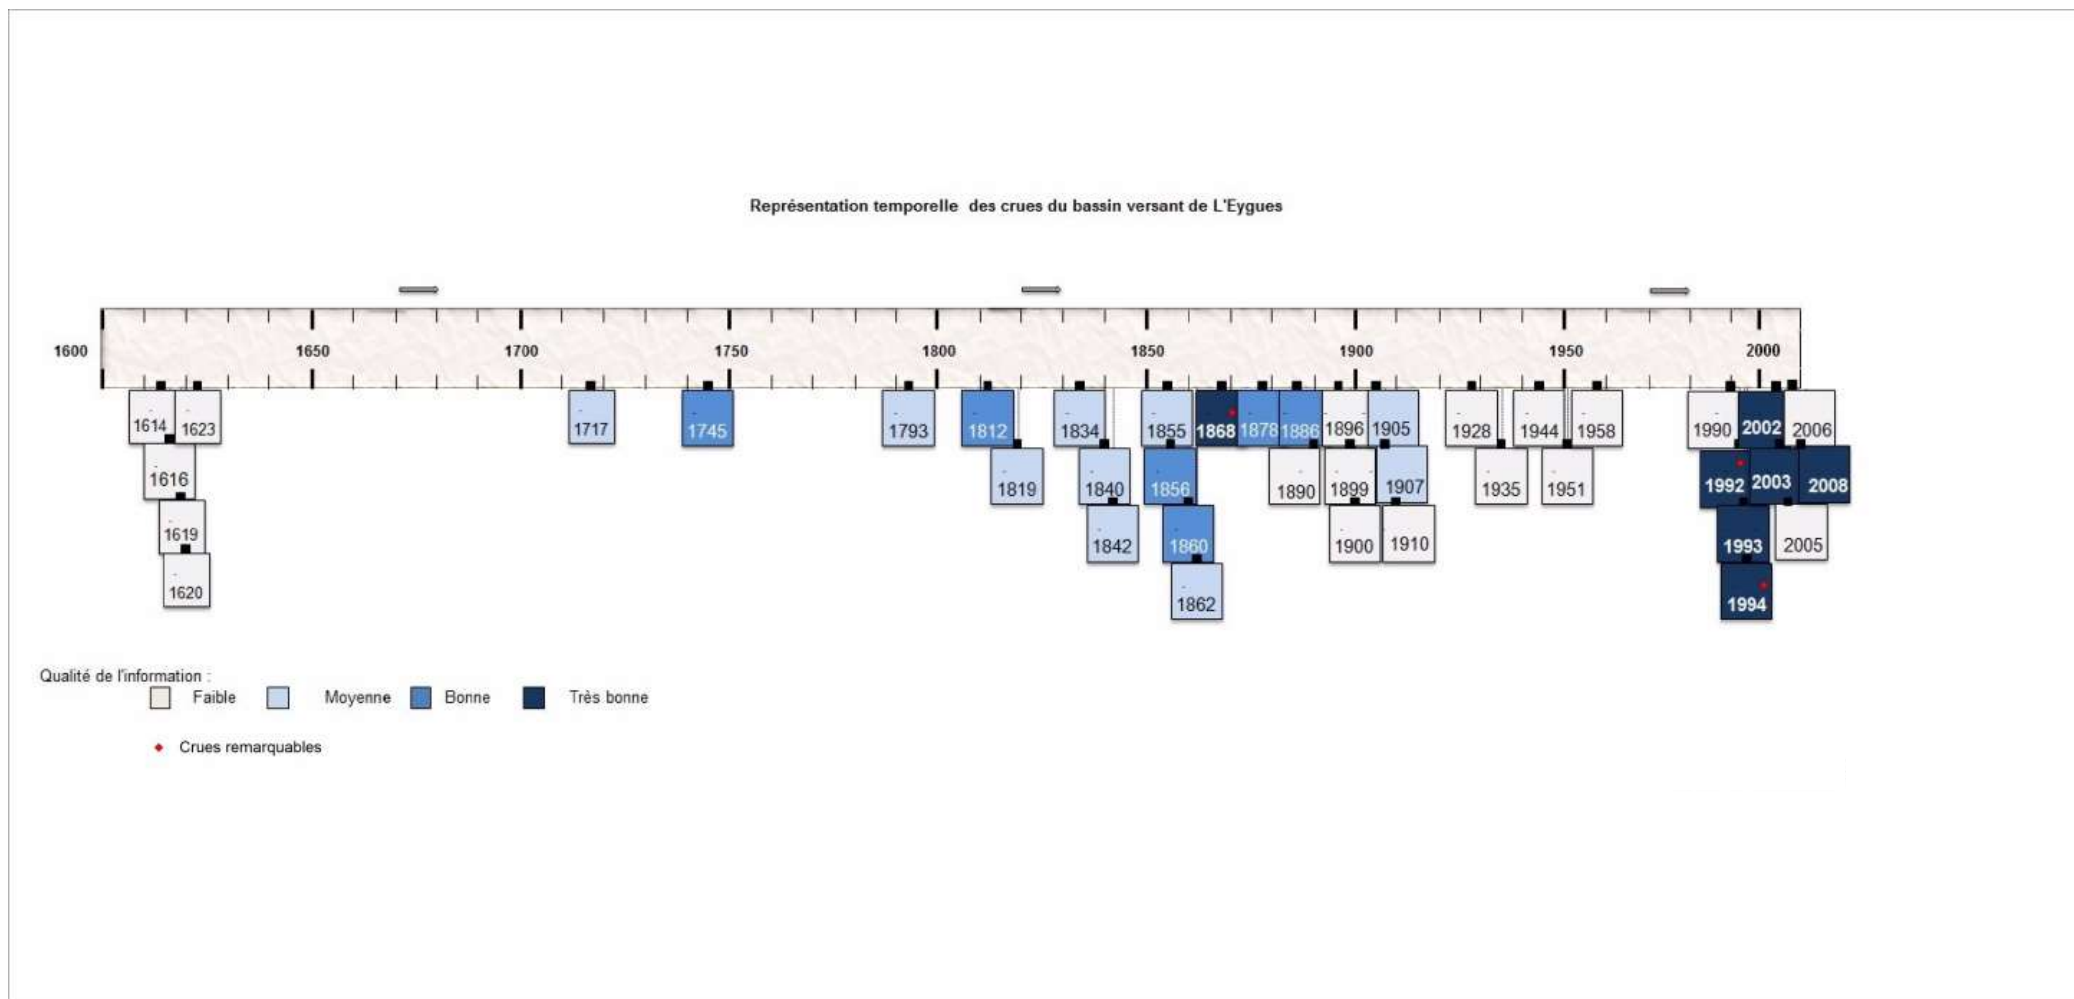 Représentation temporelle des crues du bassin versant de L'Eygues
1600 1650 1700 1750 1800 1850 1900 1950 2000
1614 1623 1717 1745 1793 1812 1834 1855 1868 1878 1886 1896 1905 1928 1944 1958 1990 2002 2006
1616 1819 1840 1856 1890 1899 1907 1935 1951 1992 2003 2008
1619 1842 1860 1900 1910 1993 2005
1620 1862 1994
Qualité de l'information :
Faible Moyenne Bonne Très bonne
Crues remarquables